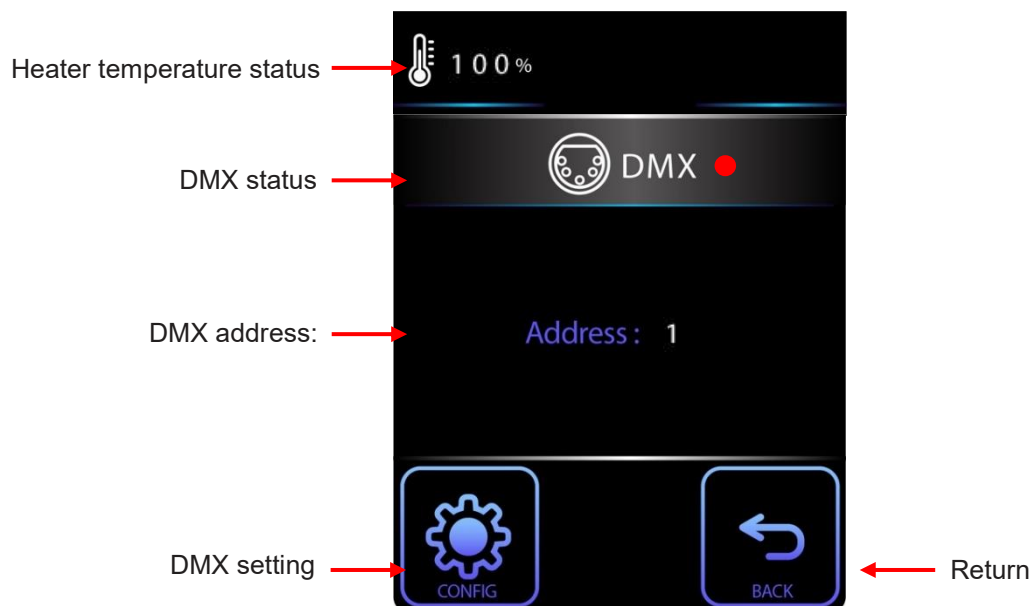 Heater temperature status
100%
DMX status
DMX
DMX address:
Address: 1
DMX setting
CONFIG
BACK
Return